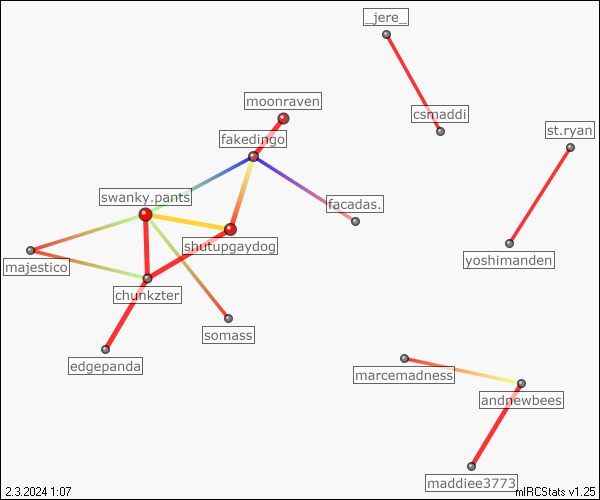 _jere_
moonraven
csmaddi
st.ryan
fakedingo
swanky.pants
facadas.
shutupgaydog
yoshimanden
majestico
chunkzter
somass
edgepanda
marcemadness
andnewbees
maddiee3773
2.3.2024 1:07
mIRCStats v1.25